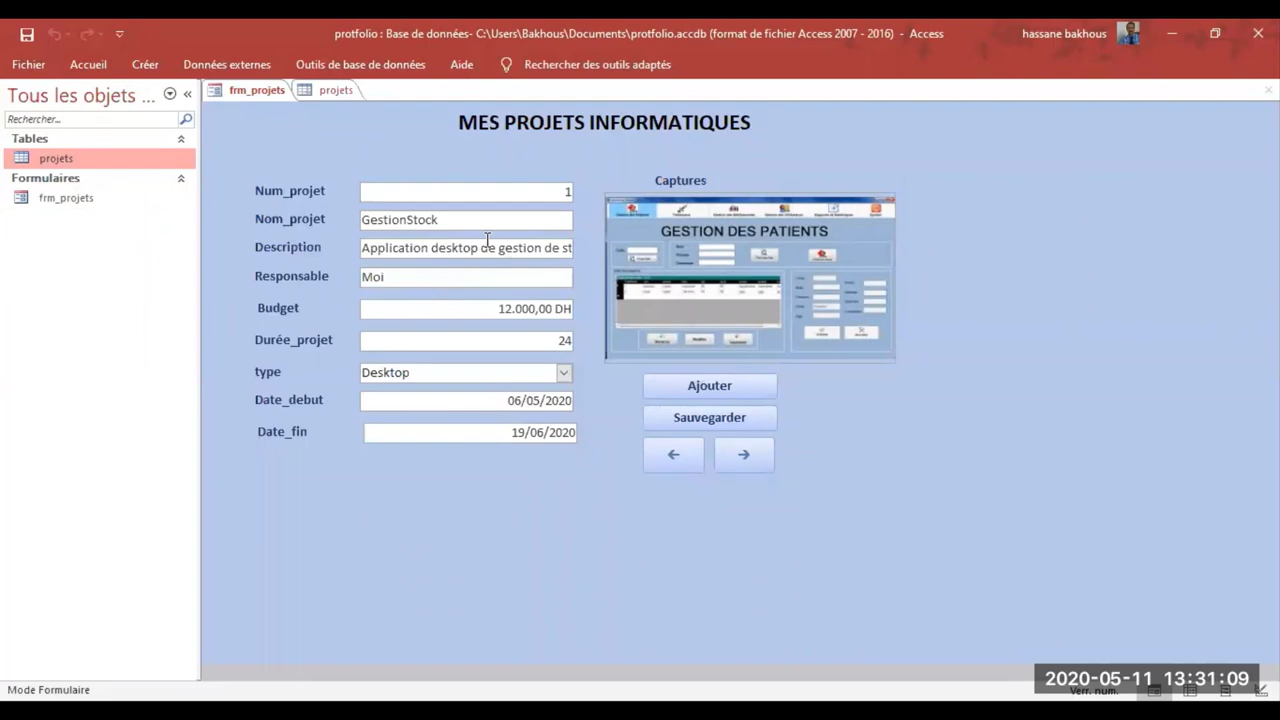 protfolio : Base de données- C:\Users\Bakhous\Documents\protfolio.accdb (format de fichier Access 2007 - 2016) - Access
hassane bakhous
Fichier Accueil Créer Données externes Outils de base de données Aide Rechercher des outils adaptés
Tous les objets ...
Rechercher...
Tables
projets
Formulaires
frm_projets
frm_projets projets
MES PROJETS INFORMATIQUES
Num_projet 1
Nom_projet GestionStock
Description Application desktop de gestion de st
Responsable Moi
Budget 12.000,00 DH
Durée_projet 24
type Desktop
Date_debut 06/05/2020
Date_fin 19/06/2020
Captures
GESTION DES PATIENTS
Ajouter
Sauvegarder
Mode Formulaire
Verr. num.
2020-05-11 13:31:09